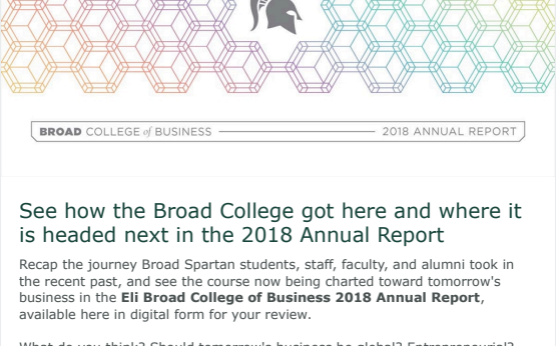 BROAD COLLEGE of BUSINESS 2018 ANNUAL REPORT
See how the Broad College got here and where it
is headed next in the 2018 Annual Report
Recap the journey Broad Spartan students, staff, faculty, and alumni took in
the recent past, and see the course now being charted toward tomorrow's
business in the Eli Broad College of Business 2018 Annual Report,
available here in digital form for your review.
What do you think? Should tomorrow's business be global? Entrepreneurial?